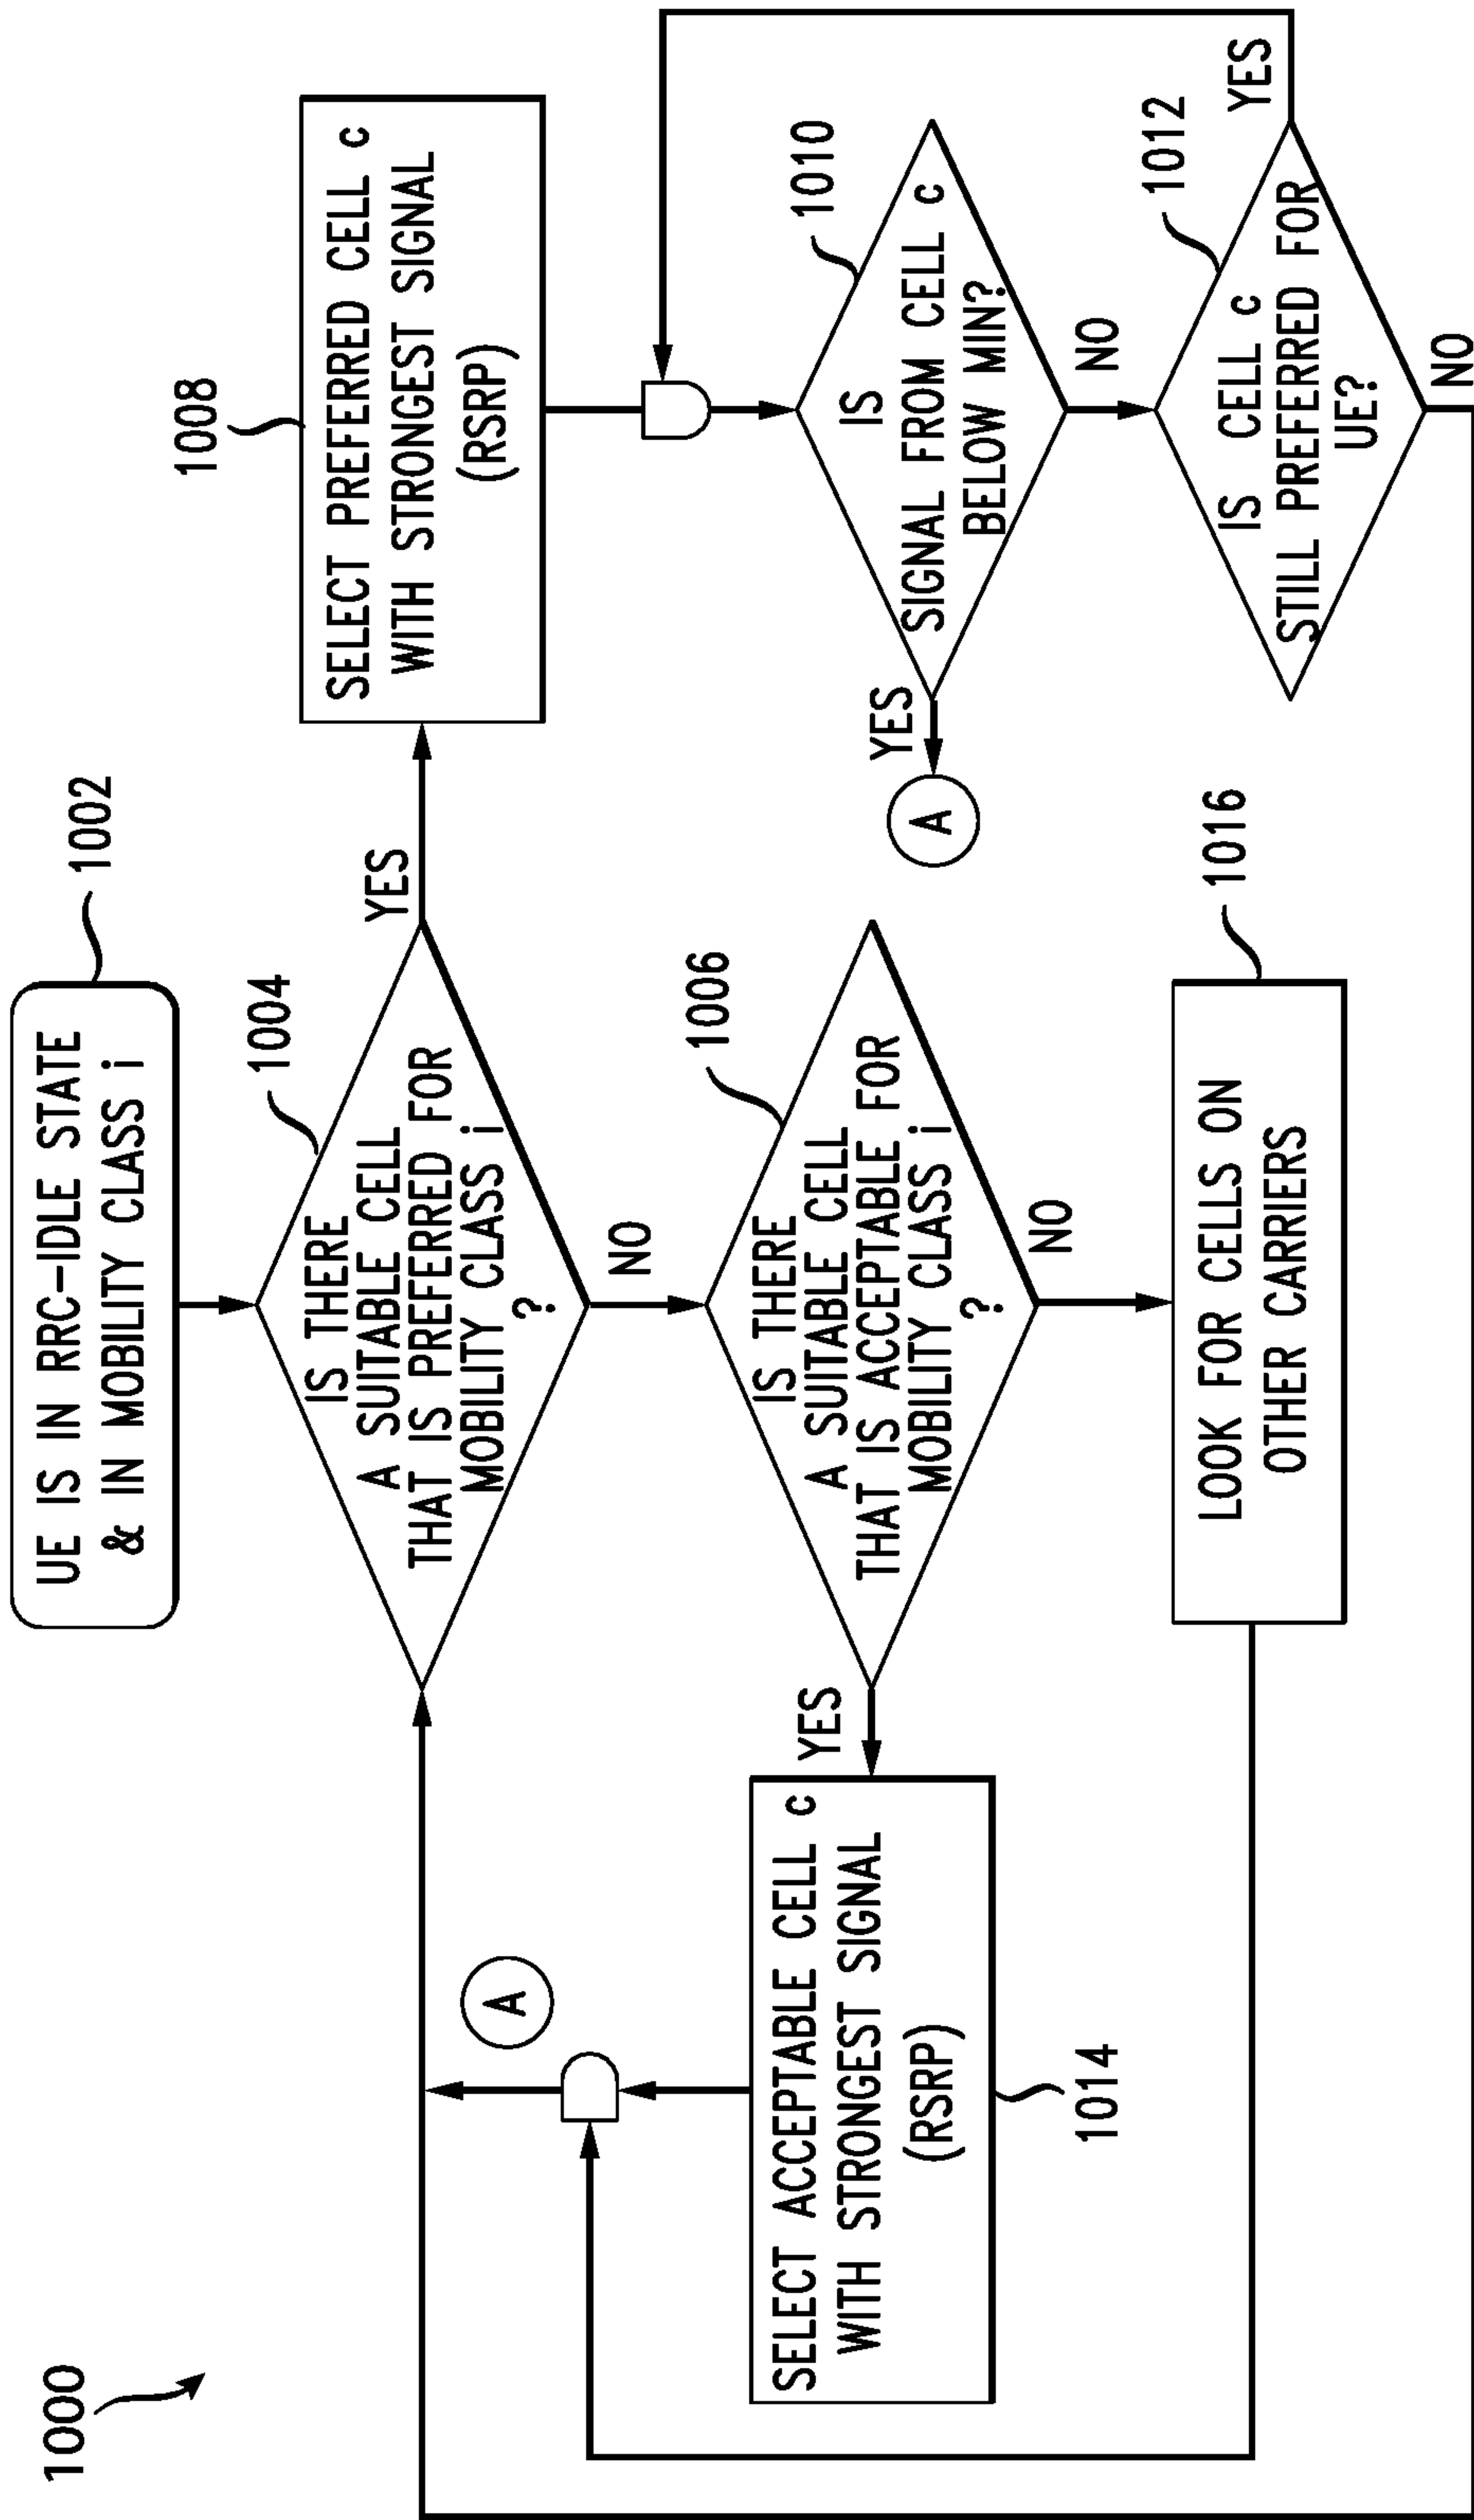 1000
UE IS IN RRC-IDLE STATE
& IN MOBILITY CLASS i
1002
IS THERE
A SUITABLE CELL
THAT IS PREFERRED FOR
MOBILITY CLASS i
?
1004
YES
NO
SELECT PREFERRED CELL c
WITH STRONGEST SIGNAL
(RSRP)
1008
A
IS THERE
A SUITABLE CELL
THAT IS ACCEPTABLE FOR
MOBILITY CLASS i
?
1006
YES
NO
SELECT ACCEPTABLE CELL c
WITH STRONGEST SIGNAL
(RSRP)
1014
IS
SIGNAL FROM CELL c
BELOW MIN?
1010
YES
A
NO
LOOK FOR CELLS ON
OTHER CARRIERS
1016
IS CELL c
STILL PREFERRED FOR
UE?
1012
YES
NO